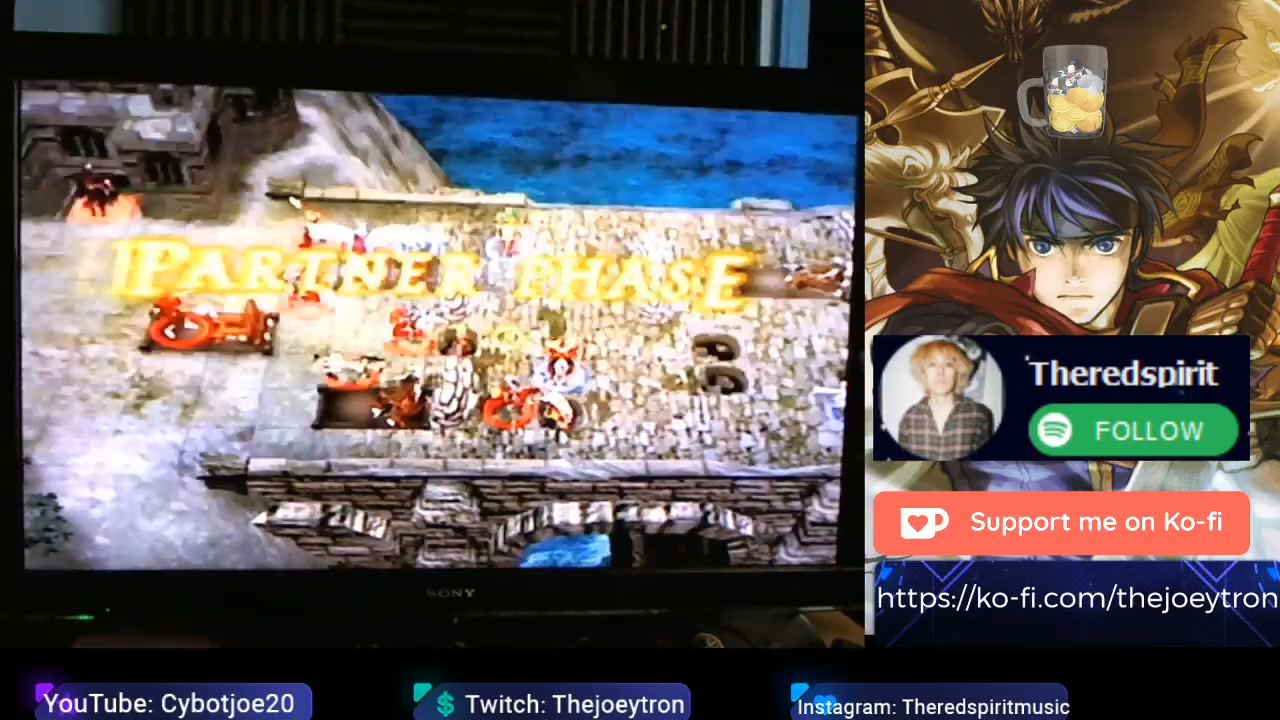 PARTNER PHASE
SONY
Theredspirit
FOLLOW
Support me on Ko-fi
https://ko-fi.com/thejoeytron
YouTube: Cybotjoe20
Twitch: Thejoeytron
Instagram: Theredspiritmusic